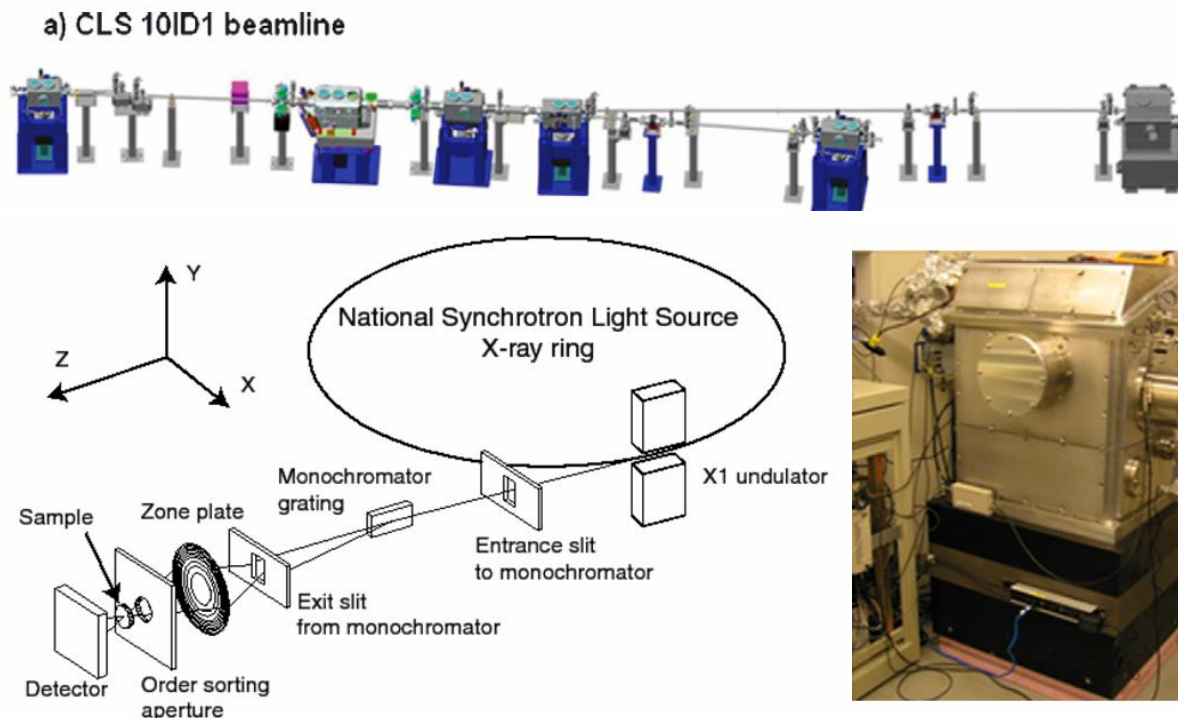 a) CLS 10ID1 beamline
Y
Z
X
National Synchrotron Light Source
X-ray ring
X1 undulator
Monochromator
grating
Entrance slit
to monochromator
Zone plate
Sample
Exit slit
from monochromator
Detector
Order sorting
aperture